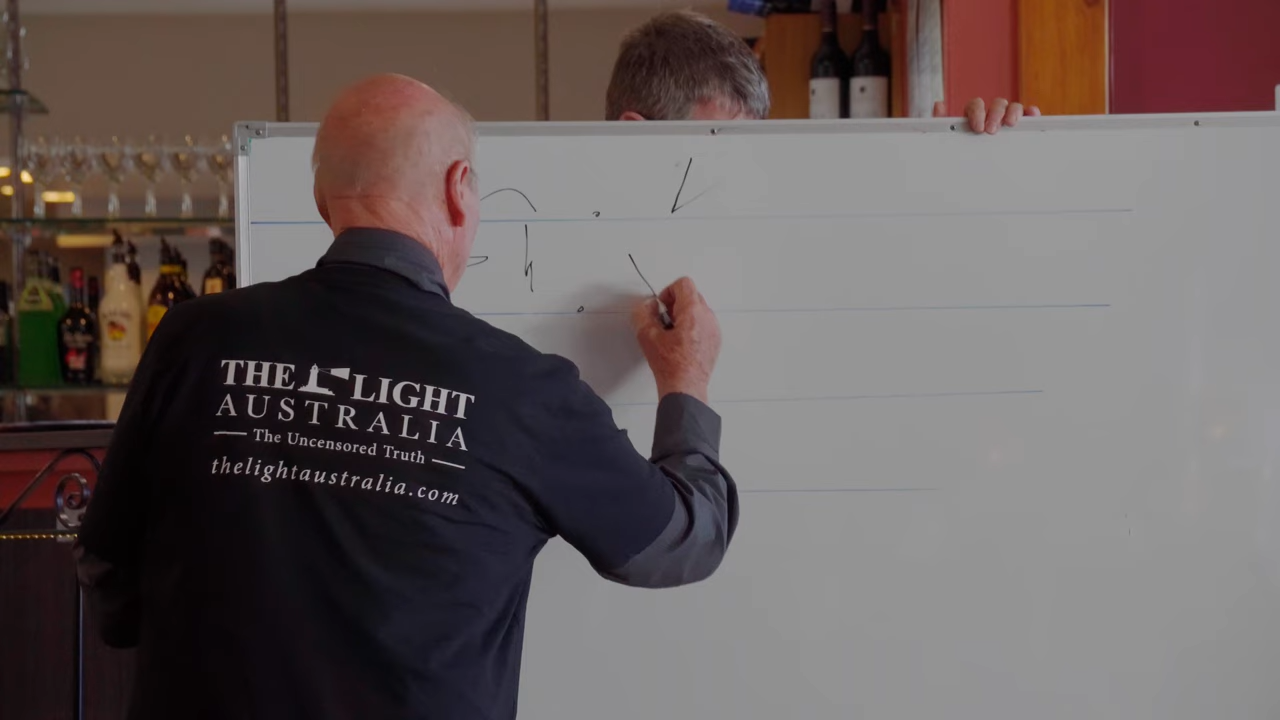 THE LIGHT
AUSTRALIA
The Uncensored Truth
thelightaustralia.com